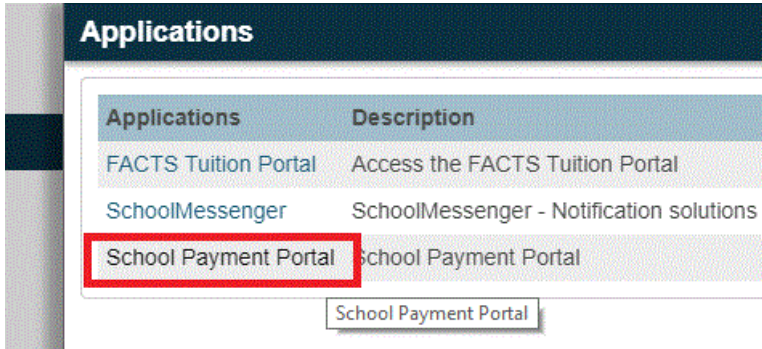 Applications
Applications Description
FACTS Tuition Portal Access the FACTS Tuition Portal
SchoolMessenger SchoolMessenger - Notification solutions
School Payment Portal School Payment Portal
School Payment Portal